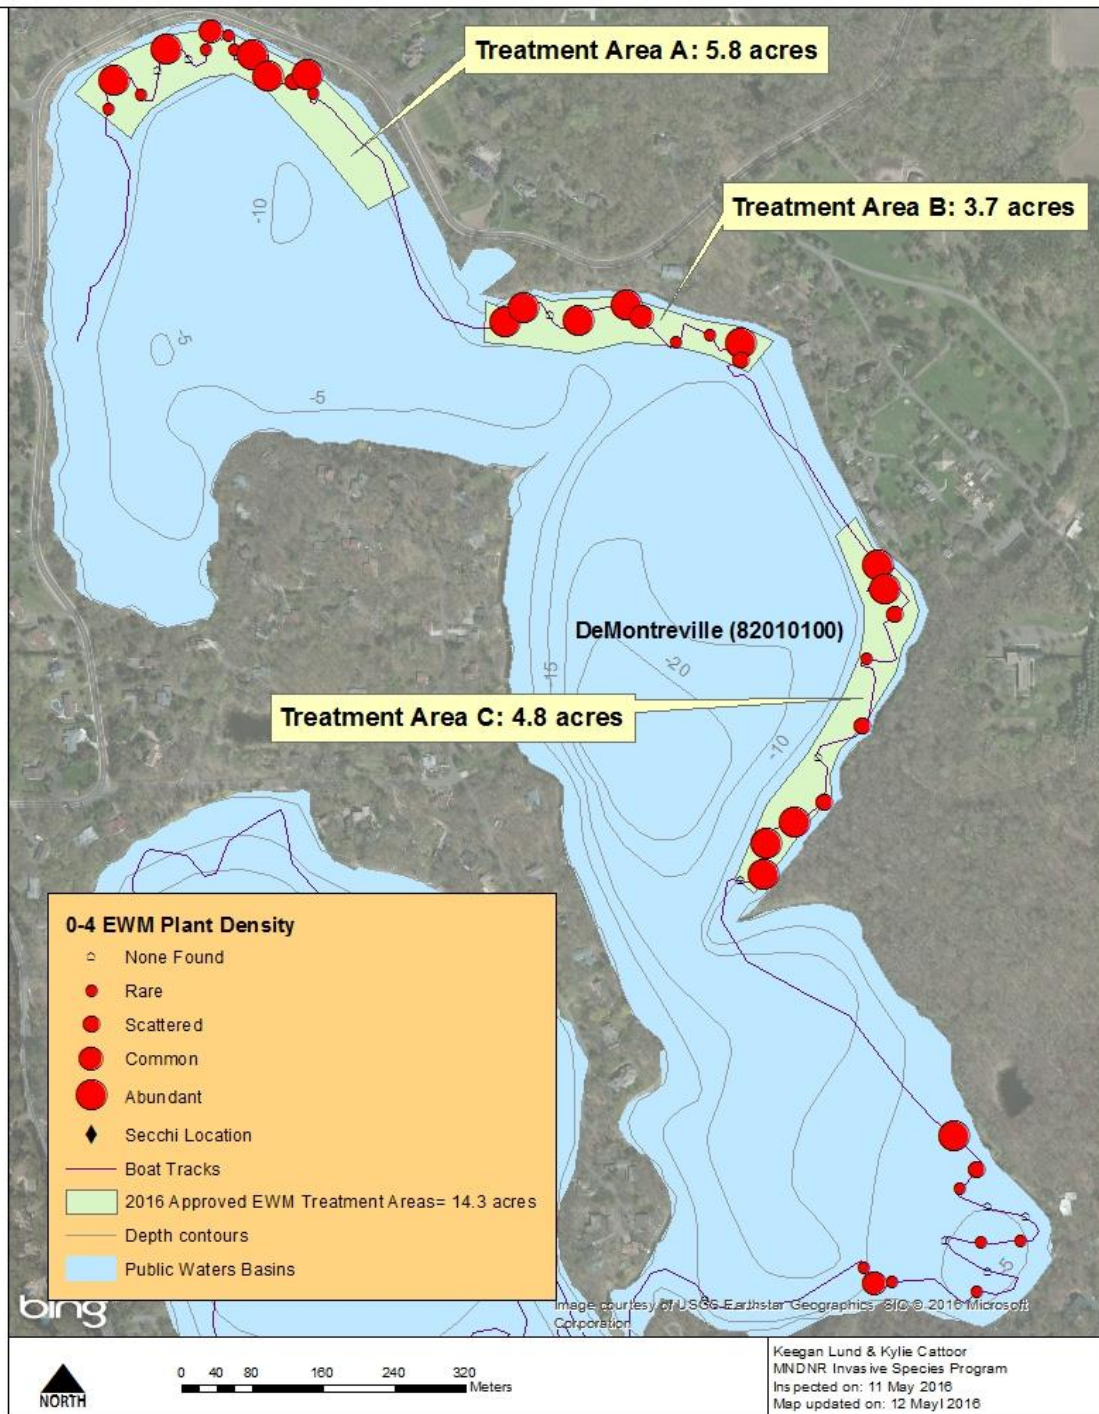 Treatment Area A: 5.8 acres
Treatment Area B: 3.7 acres
-10
-5
-5
DeMontreville (82010100)
-15
-20
Treatment Area C: 4.8 acres
-10
0-4 EWM Plant Density
None Found
Rare
Scattered
Common
Abundant
Secchi Location
Boat Tracks
2016 Approved EWM Treatment Areas= 14.3 acres
Depth contours
Public Waters Basins
-5
bing
Image courtesy of USGS Earthstar Geographics SIO © 2016 Microsoft
Corporation
NORTH
0 40 80 160 240 320
Meters
Keegan Lund & Kylie Cattoor
MNDNR Invasive Species Program
Inspected on: 11 May 2016
Map updated on: 12 Mayl 2016